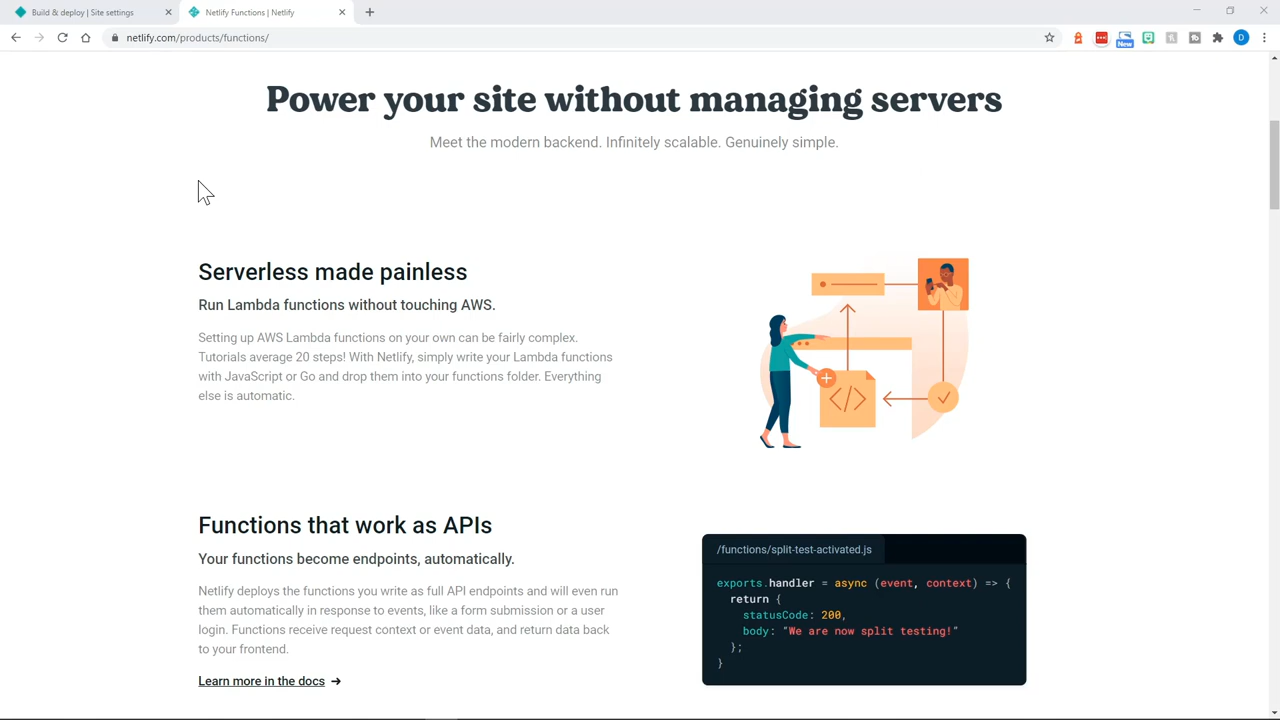 Build & deploy | Site settings
Netlify Functions | Netlify
netlify.com/products/functions/
New
D
Power your site without managing servers
Meet the modern backend. Infinitely scalable. Genuinely simple.
Serverless made painless
Run Lambda functions without touching AWS.
Setting up AWS Lambda functions on your own can be fairly complex.
Tutorials average 20 steps! With Netlify, simply write your Lambda functions
with JavaScript or Go and drop them into your functions folder. Everything
else is automatic.
</>
Functions that work as APIs
Your functions become endpoints, automatically.
Netlify deploys the functions you write as full API endpoints and will even run
them automatically in response to events, like a form submission or a user
login. Functions receive request context or event data, and return data back
to your frontend.
Learn more in the docs →
/functions/split-test-activated.js
exports.handler = async (event, context) => {
return {
statusCode: 200,
body: "We are now split testing!"
};
}